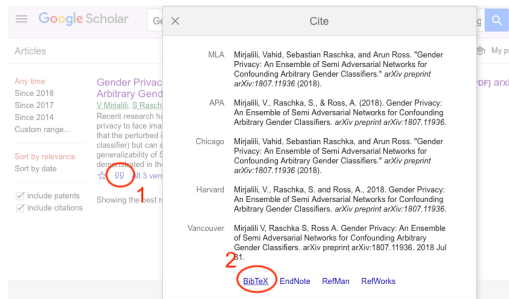 Google Scholar
Ge
Cite
Articles
My p
Any time
Since 2018
Since 2017
Since 2014
Custom range...
Sort by relevance
Sort by date
include patents
include citations
Gender Privac
Arbitrary Gend
V Mirjalili, S Rasch
Recent research ha
privacy to face ima
that the perturbed i
classifier) but can s
generalizability of S
demonstrated in the
All 3 ver
1
Showing the best r
MLA Mirjalili, Vahid, Sebastian Raschka, and Arun Ross. "Gender
Privacy: An Ensemble of Semi Adversarial Networks for
Confounding Arbitrary Gender Classifiers." arXiv preprint
arXiv:1807.11936 (2018).
APA Mirjalili, V., Raschka, S., & Ross, A. (2018). Gender Privacy:
An Ensemble of Semi Adversarial Networks for Confounding
Arbitrary Gender Classifiers. arXiv preprint arXiv:1807.11936.
Chicago Mirjalili, Vahid, Sebastian Raschka, and Arun Ross. "Gender
Privacy: An Ensemble of Semi Adversarial Networks for
Confounding Arbitrary Gender Classifiers." arXiv preprint
arXiv:1807.11936 (2018).
Harvard Mirjalili, V., Raschka, S. and Ross, A., 2018. Gender Privacy:
An Ensemble of Semi Adversarial Networks for Confounding
Arbitrary Gender Classifiers. arXiv preprint arXiv:1807.11936.
Vancouver Mirjalili V, Raschka S, Ross A. Gender Privacy: An Ensemble
of Semi Adversarial Networks for Confounding Arbitrary
Gender Classifiers. arXiv preprint arXiv:1807.11936. 2018 Jul
31.
2
BibTeX EndNote RefMan RefWorks
PDF] arxi